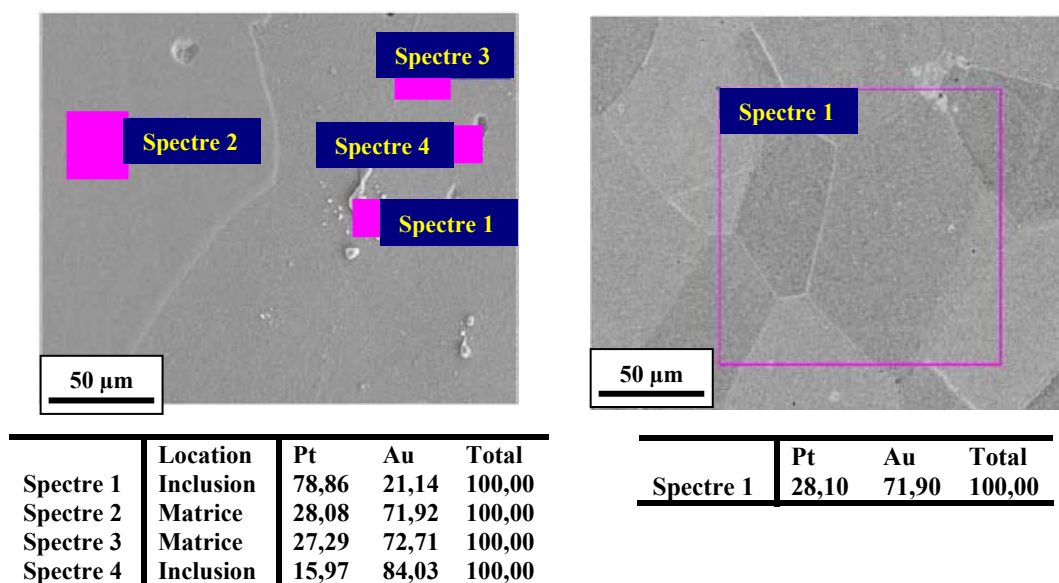 Spectre 3
Spectre 2
Spectre 4
Spectre 1
50 µm
Location Pt Au Total
Spectre 1 Inclusion 78,86 21,14 100,00
Spectre 2 Matrice 28,08 71,92 100,00
Spectre 3 Matrice 27,29 72,71 100,00
Spectre 4 Inclusion 15,97 84,03 100,00
Spectre 1
50 µm
Pt Au Total
Spectre 1 28,10 71,90 100,00